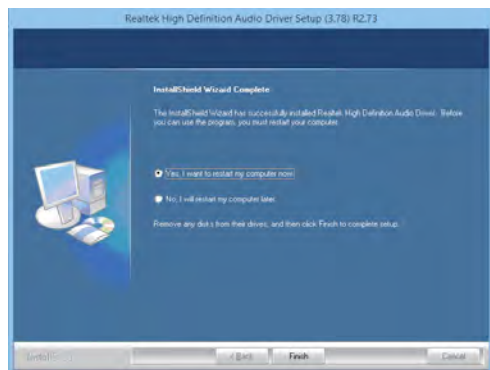 Realtek High Definition Audio Driver Setup (3.78) R2.73
InstallShield Wizard Complete
The InstallShield Wizard has successfully installed Realtek High Definition Audio Driver. Before
you can use the program, you must restart your computer.
Yes, I want to restart my computer now.
No, I will restart my computer later.
Remove any disks from their drives, and then click Finish to complete setup.
InstallShield
< Back
Finish
Cancel